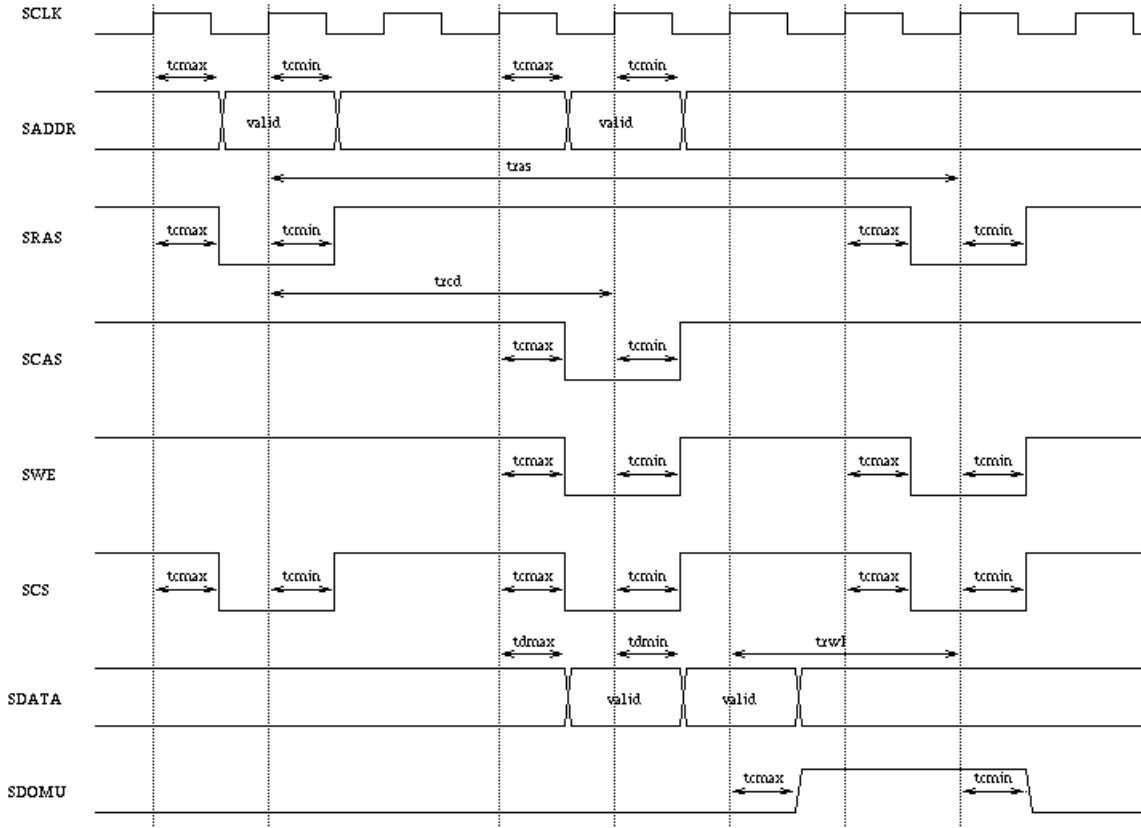 SCLK
tcmax tcmin tcmax tcmin
SADDR valid valid
tras
SRAS tcmax tcmin tcmax tcmin
trcd
SCAS tcmax tcmin
SWE tcmax tcmin tcmax tcmin
SCS tcmax tcmin tcmax tcmin tcmax tcmin
tdmax tdmin trwl
SDATA valid valid
SDOMU tcmax tcmin